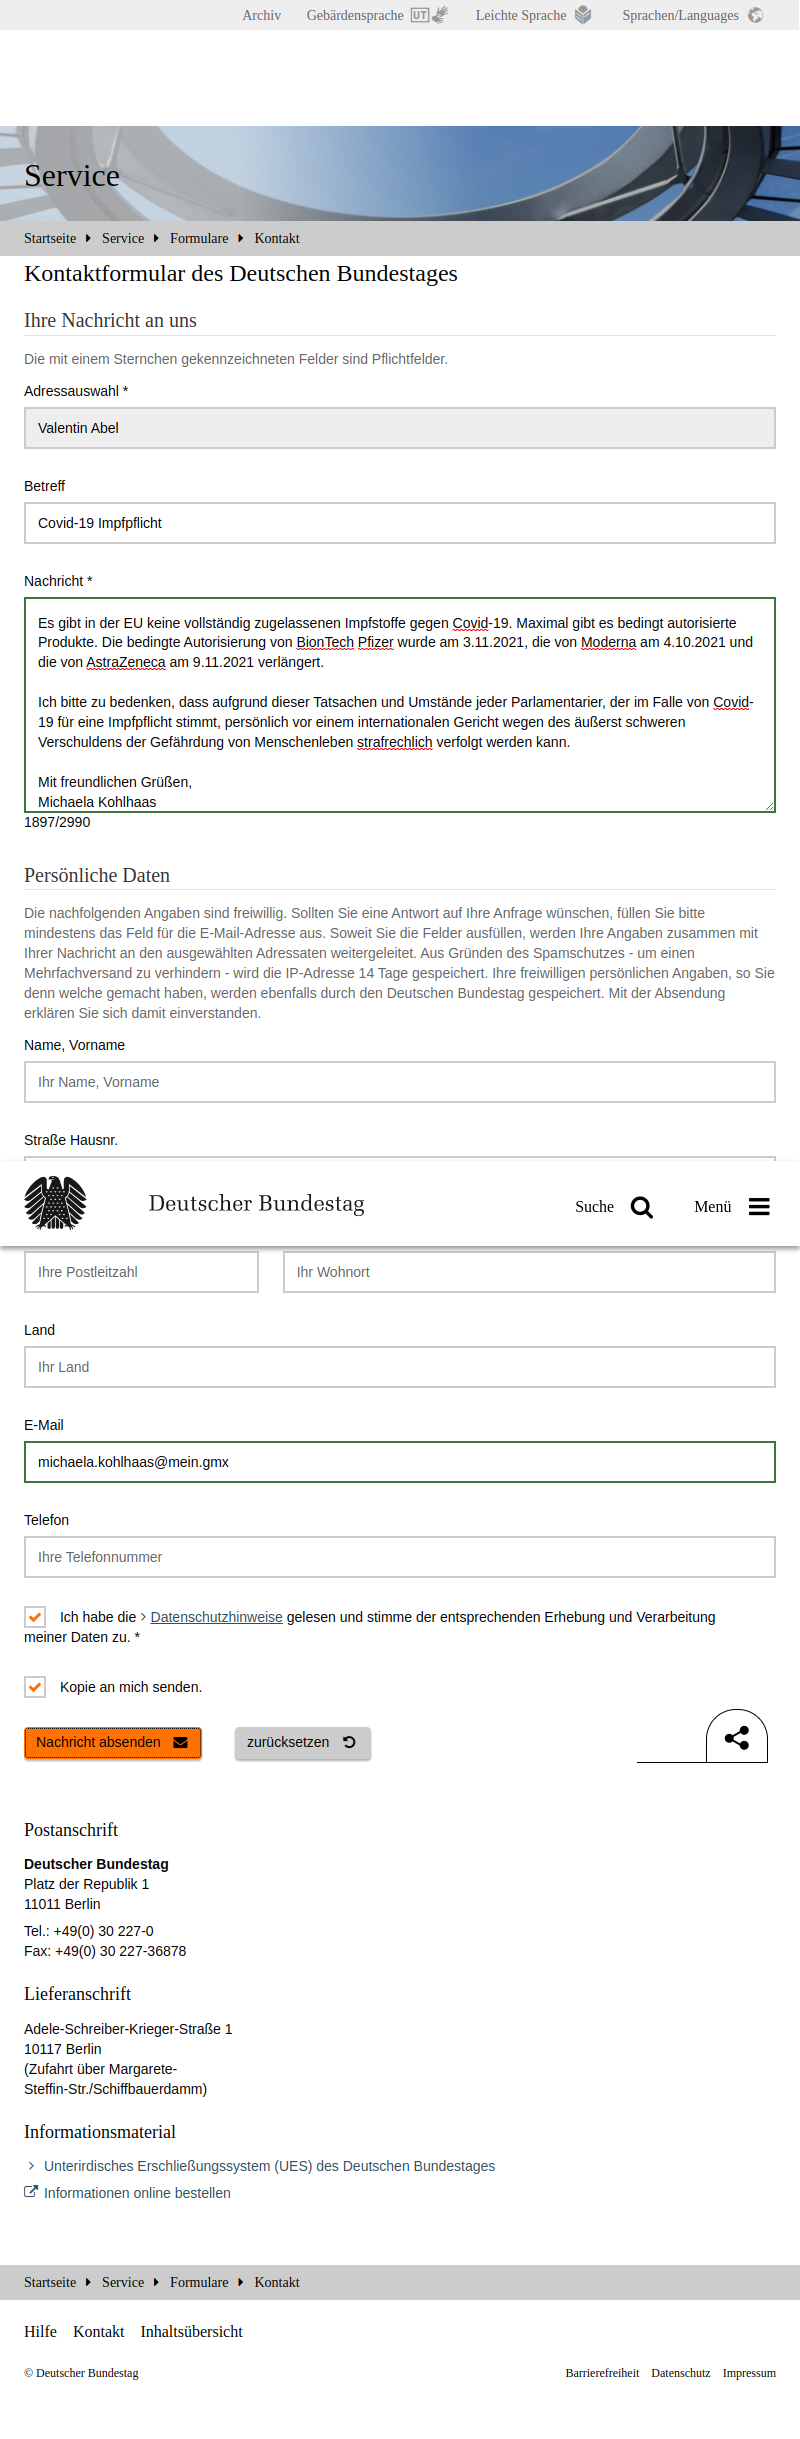 Archiv Gebärdensprache UT Leichte Sprache Sprachen/Languages
Service
Startseite Service Formulare Kontakt
Kontaktformular des Deutschen Bundestages
Ihre Nachricht an uns
Die mit einem Sternchen gekennzeichneten Felder sind Pflichtfelder.
Adressauswahl *
Valentin Abel
Betreff
Covid-19 Impfpflicht
Nachricht *
Es gibt in der EU keine vollständig zugelassenen Impfstoffe gegen Covid-19. Maximal gibt es bedingt autorisierte
Produkte. Die bedingte Autorisierung von BionTech Pfizer wurde am 3.11.2021, die von Moderna am 4.10.2021 und
die von AstraZeneca am 9.11.2021 verlängert.
Ich bitte zu bedenken, dass aufgrund dieser Tatsachen und Umstände jeder Parlamentarier, der im Falle von Covid-
19 für eine Impfpflicht stimmt, persönlich vor einem internationalen Gericht wegen des äußerst schweren
Verschuldens der Gefährdung von Menschenleben strafrechlich verfolgt werden kann.
Mit freundlichen Grüßen,
Michaela Kohlhaas
1897/2990
Persönliche Daten
Die nachfolgenden Angaben sind freiwillig. Sollten Sie eine Antwort auf Ihre Anfrage wünschen, füllen Sie bitte
mindestens das Feld für die E-Mail-Adresse aus. Soweit Sie die Felder ausfüllen, werden Ihre Angaben zusammen mit
Ihrer Nachricht an den ausgewählten Adressaten weitergeleitet. Aus Gründen des Spamschutzes - um einen
Mehrfachversand zu verhindern - wird die IP-Adresse 14 Tage gespeichert. Ihre freiwilligen persönlichen Angaben, so Sie
denn welche gemacht haben, werden ebenfalls durch den Deutschen Bundestag gespeichert. Mit der Absendung
erklären Sie sich damit einverstanden.
Name, Vorname
Ihr Name, Vorname
Straße Hausnr.
Deutscher Bundestag Suche Menü
Ihre Postleitzahl Ihr Wohnort
Land
Ihr Land
E-Mail
michaela.kohlhaas@mein.gmx
Telefon
Ihre Telefonnummer
Ich habe die Datenschutzhinweise gelesen und stimme der entsprechenden Erhebung und Verarbeitung
meiner Daten zu. *
Kopie an mich senden.
Nachricht absenden zurücksetzen
Postanschrift
Deutscher Bundestag
Platz der Republik 1
11011 Berlin
Tel.: +49(0) 30 227-0
Fax: +49(0) 30 227-36878
Lieferanschrift
Adele-Schreiber-Krieger-Straße 1
10117 Berlin
(Zufahrt über Margarete-
Steffin-Str./Schiffbauerdamm)
Informationsmaterial
Unterirdisches Erschließungssystem (UES) des Deutschen Bundestages
Informationen online bestellen
Startseite Service Formulare Kontakt
Hilfe Kontakt Inhaltsübersicht
© Deutscher Bundestag Barrierefreiheit Datenschutz Impressum